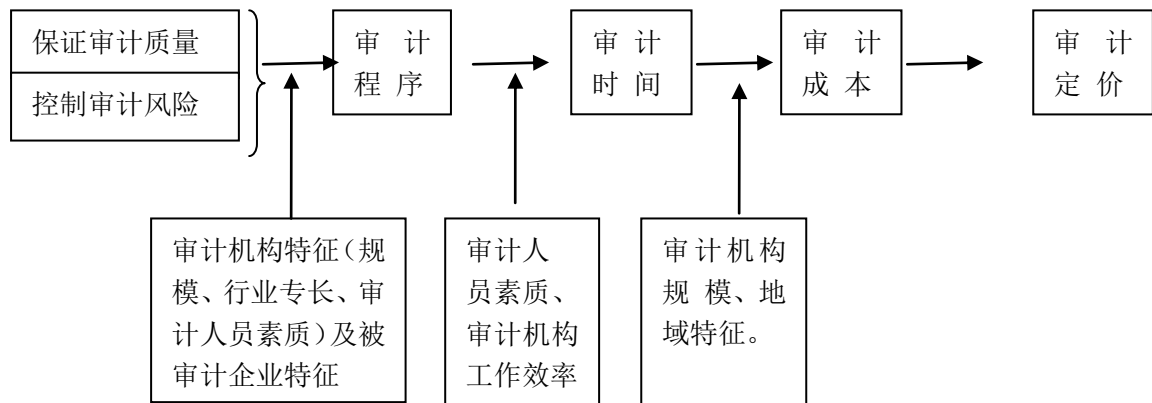 保证审计质量
控制审计风险
审 计
程 序
审 计
时 间
审 计
成 本
审 计
定 价
审计机构特征(规
模、行业专长、审
计人员素质)及被
审计企业特征
审计人
员素质、
审计机构
工作效率
审计机构
规 模、地
域特征。